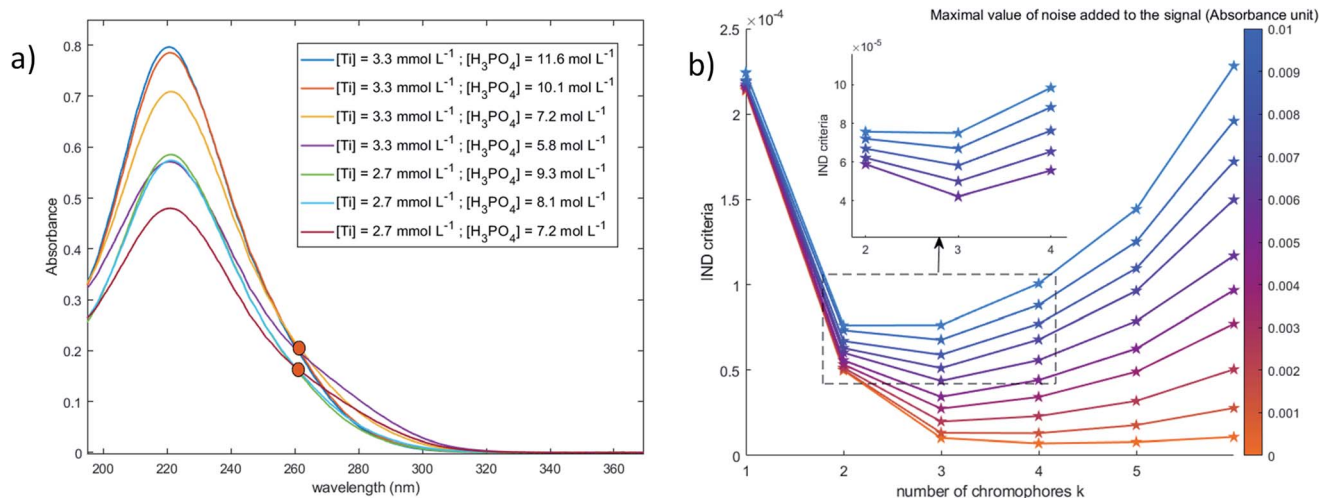 a)
0.8
0.7
0.6
0.5
0.4
0.3
0.2
0.1
0
Absorbance
[Ti] = 3.3 mmol L⁻¹ ; [H₃PO₄] = 11.6 mol L⁻¹
[Ti] = 3.3 mmol L⁻¹ ; [H₃PO₄] = 10.1 mol L⁻¹
[Ti] = 3.3 mmol L⁻¹ ; [H₃PO₄] = 7.2 mol L⁻¹
[Ti] = 3.3 mmol L⁻¹ ; [H₃PO₄] = 5.8 mol L⁻¹
[Ti] = 2.7 mmol L⁻¹ ; [H₃PO₄] = 9.3 mol L⁻¹
[Ti] = 2.7 mmol L⁻¹ ; [H₃PO₄] = 8.1 mol L⁻¹
[Ti] = 2.7 mmol L⁻¹ ; [H₃PO₄] = 7.2 mol L⁻¹
200 220 240 260 280 300 320 340 360
wavelength (nm)
b)
Maximal value of noise added to the signal (Absorbance unit)
×10⁻⁴
2.5
2
1.5
1
0.5
0
IND criteria
×10⁻⁵
10
8
6
4
IND criteria
2 3 4
1 2 3 4 5
number of chromophores k
0.01
0.009
0.008
0.007
0.006
0.005
0.004
0.003
0.002
0.001
0